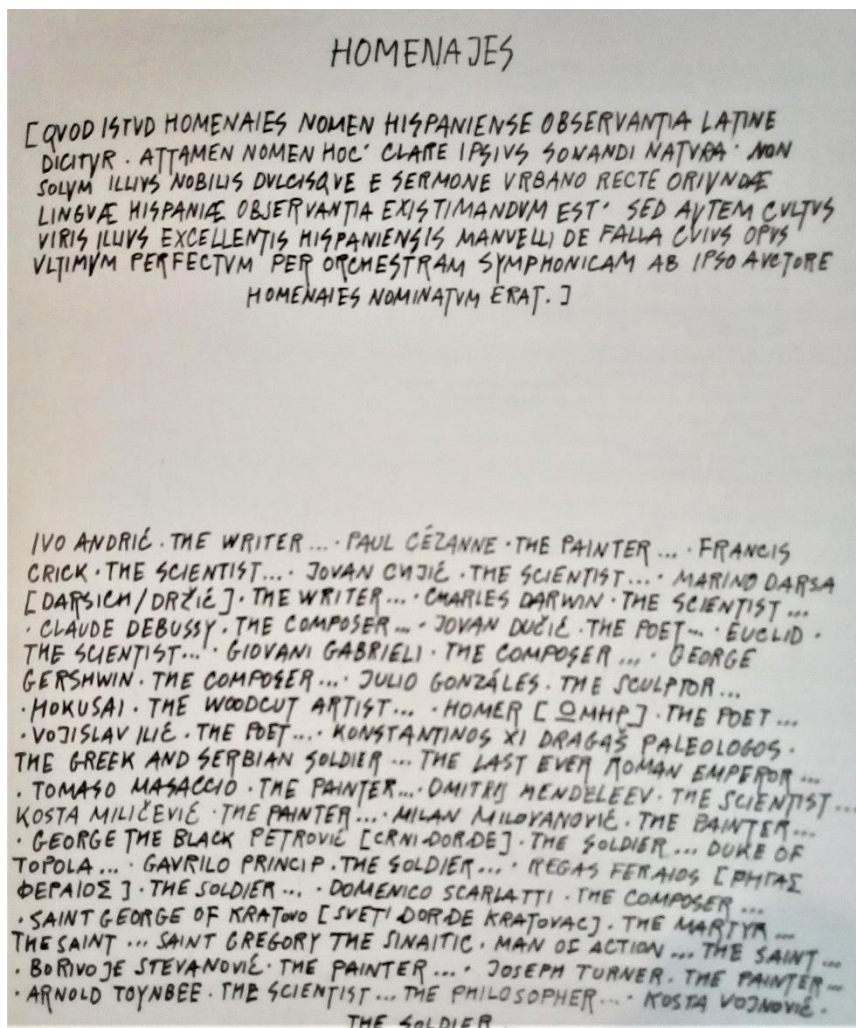 HOMENAJES
[QVOD ISTVD HOMENAIES NOMEN HISPANIENSE OBSERVANTIA LATINE
DICITVR . ATTAMEN NOMEN HOC' CLARE IPSIVS SONANDI NATVRA · NON
SOLVM ILLIVS NOBILIS DVLCISQVE E SERMONE VRBANO RECTE ORIVNDÆ
LINGVÆ HISPANIÆ OBSERVANTIA EXISTIMANDVM EST' SED AVTEM CVLTVS
VIRIS ILLIVS EXCELLENTIS HISPANIENSIS MANVELLI DE FALLA CVIVS OPVS
VLTIMVM PERFECTVM PER ORCHESTRAM SYMPHONICAM AB IPSO AVCTORE
HOMENAIES NOMINATVM ERAT. ]
IVO ANDRIĆ · THE WRITER ... · PAUL CÉZANNE · THE PAINTER ... · FRANCIS
CRICK · THE SCIENTIST ... · JOVAN CVIJIĆ · THE SCIENTIST ... · MARINO DARSA
[DARSICH/DRŽIĆ] · THE WRITER ... · CHARLES DARWIN · THE SCIENTIST ...
· CLAUDE DEBUSSY · THE COMPOSER ... · JOVAN DUČIĆ · THE POET ... · EUCLID ·
THE SCIENTIST ... · GIOVANI GABRIELI · THE COMPOSER ... · GEORGE
GERSHWIN · THE COMPOSER ... · JULIO GONZÁLES · THE SCULPTOR ...
· HOKUSAI · THE WOODCUT ARTIST ... · HOMER [ΩMHP] · THE POET ...
· VOJISLAV ILIĆ · THE POET ... · KONSTANTINOS XI DRAGAŠ PALEOLOGOS ·
THE GREEK AND SERBIAN SOLDIER ... THE LAST EVER ROMAN EMPEROR ...
· TOMASO MASACCIO · THE PAINTER ... · DMITRIJ MENDELEEV · THE SCIENTIST ...
KOSTA MILIČEVIĆ · THE PAINTER ... · MILAN MILOVANOVIĆ · THE PAINTER ...
· GEORGE THE BLACK PETROVIĆ [CRNI ĐORĐE] · THE SOLDIER ... DUKE OF
TOPOLA ... · GAVRILO PRINCIP · THE SOLDIER ... · REGAS FERAIOS [ΡΗΓΑΣ
ΦΕΡΑΙΟΣ ] · THE SOLDIER ... · DOMENICO SCARLATTI · THE COMPOSER ...
· SAINT GEORGE OF KRATOVO [SVETI ĐORĐE KRATOVAC] · THE MARTYR ...
THE SAINT ... SAINT GREGORY THE SINAITIC · MAN OF ACTION ... THE SAINT ...
· BORIVOJE STEVANOVIĆ · THE PAINTER ... · JOSEPH TURNER · THE PAINTER ...
· ARNOLD TOYNBEE · THE SCIENTIST ... THE PHILOSOPHER ... · KOSTA VOJNOVIĆ ·
THE SOLDIER .